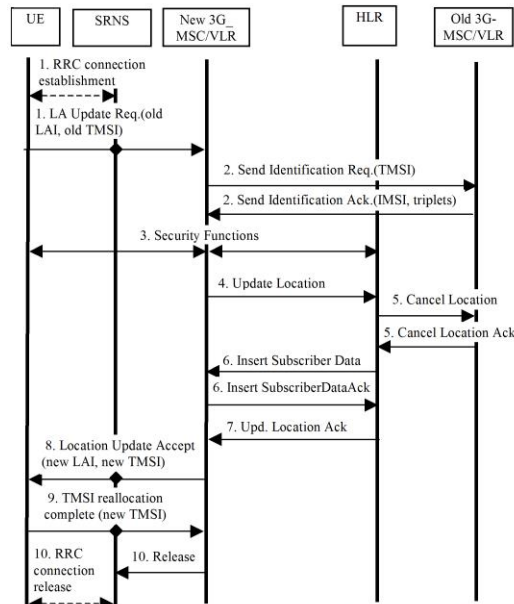 UE
SRNS
New 3G_
MSC/VLR
HLR
Old 3G-
MSC/VLR
1. RRC connection
establishment
1. LA Update Req.(old
LAI, old TMSI)
2. Send Identification Req.(TMSI)
2. Send Identification Ack.(IMSI, triplets)
3. Security Functions
4. Update Location
5. Cancel Location
5. Cancel Location Ack
6. Insert Subscriber Data
6. Insert SubscriberDataAck
7. Upd. Location Ack
8. Location Update Accept
(new LAI, new TMSI)
9. TMSI reallocation
complete (new TMSI)
10. RRC
connection
release
10. Release